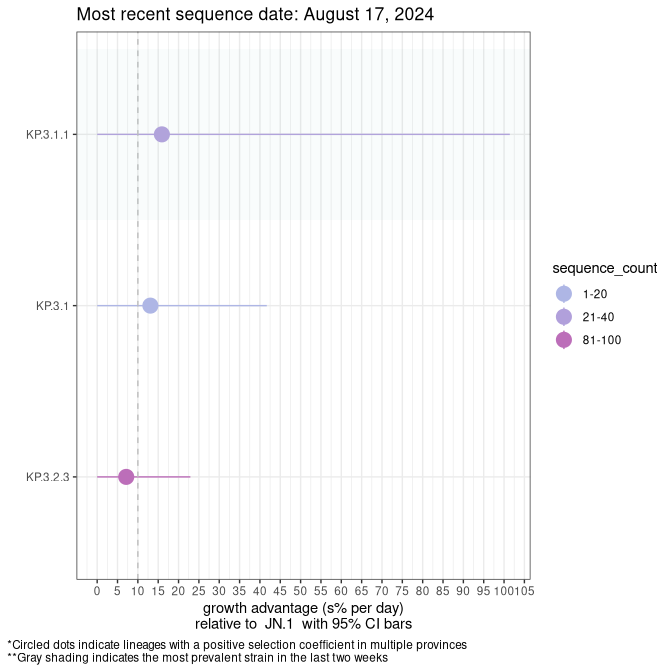 Most recent sequence date: August 17, 2024
KP.3.1.1
KP.3.1
KP.3.2.3
0 5 10 15 20 25 30 35 40 45 50 55 60 65 70 75 80 85 90 95 100105
growth advantage (s% per day)
relative to JN.1 with 95% CI bars
sequence_count
1-20
21-40
81-100
*Circled dots indicate lineages with a positive selection coefficient in multiple provinces
**Gray shading indicates the most prevalent strain in the last two weeks